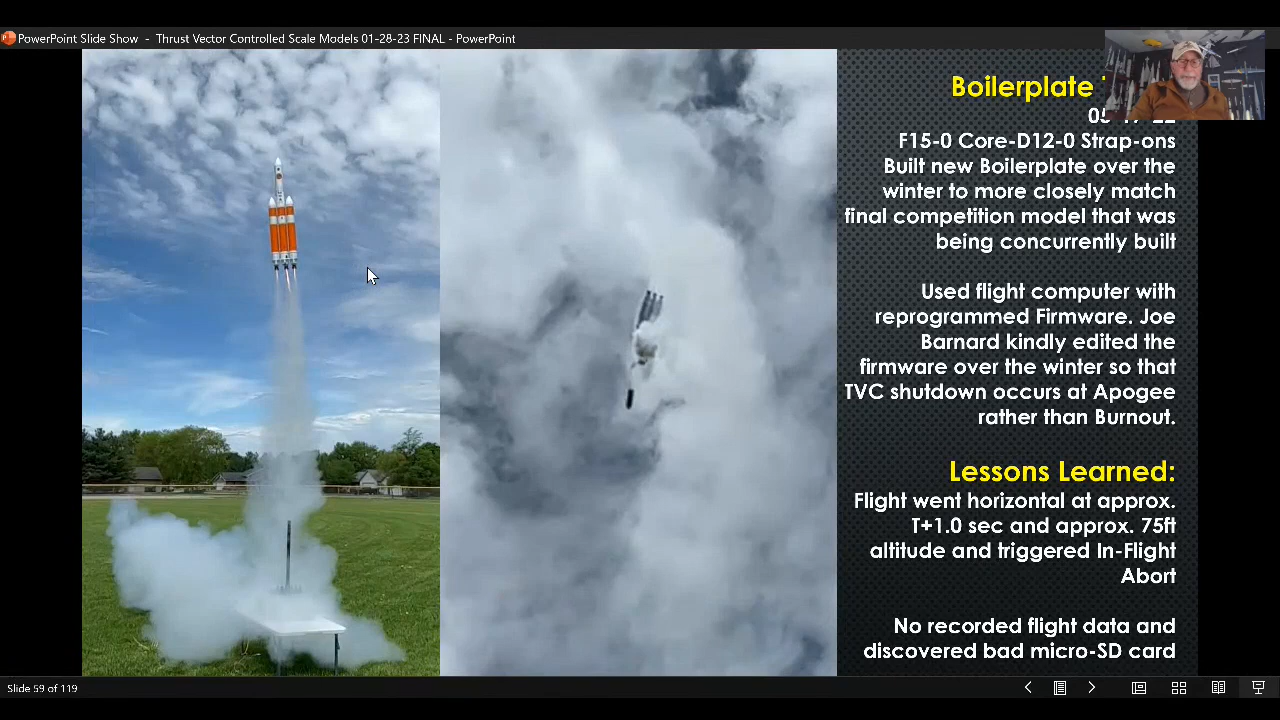 PowerPoint Slide Show - Thrust Vector Controlled Scale Models 01-28-23 FINAL - PowerPoint
Boilerplate
F15-0 Core-D12-0 Strap-ons
Built new Boilerplate over the
winter to more closely match
final competition model that was
being concurrently built
Used flight computer with
reprogrammed Firmware. Joe
Barnard kindly edited the
firmware over the winter so that
TVC shutdown occurs at Apogee
rather than Burnout.
Lessons Learned:
Flight went horizontal at approx.
T+1.0 sec and approx. 75ft
altitude and triggered In-Flight
Abort
No recorded flight data and
discovered bad micro-SD card
Slide 59 of 119